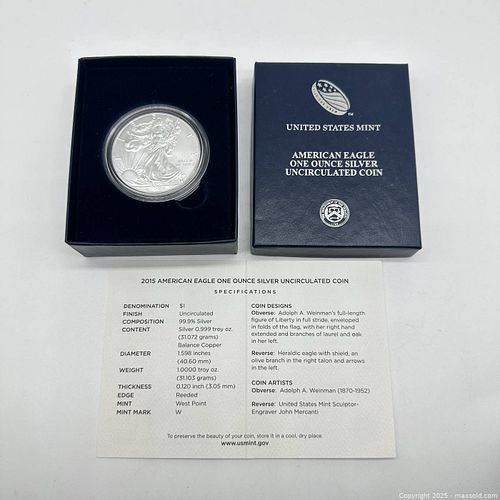 UNITED STATES MINT
AMERICAN EAGLE
ONE OUNCE SILVER
UNCIRCULATED COIN
2015 AMERICAN EAGLE ONE OUNCE SILVER UNCIRCULATED COIN
SPECIFICATIONS
DENOMINATION $1
FINISH Uncirculated
COMPOSITION 99.9% Silver
CONTENT Silver 0.999 troy oz.
(31.072 grams)
Balance Copper
DIAMETER 1.598 inches
(40.60 mm)
WEIGHT 1.0000 troy oz.
(31.103 grams)
THICKNESS 0.120 inch (3.05 mm)
EDGE Reeded
MINT West Point
MINT MARK W
COIN DESIGNS
Obverse: Adolph A. Weinman's full-length
figure of Liberty in full stride, enveloped
in folds of the flag, with her right hand
extended and branches of laurel and oak
in her left.
Reverse: Heraldic eagle with shield, an
olive branch in the right talon and arrows
in the left.
COIN ARTISTS
Obverse: Adolph A. Weinman (1870-1952)
Reverse: United States Mint Sculptor-
Engraver John Mercanti
To preserve the beauty of your coin, store it in a cool, dry place.
www.usmint.gov
© Copyright 2025 - maxsold.com